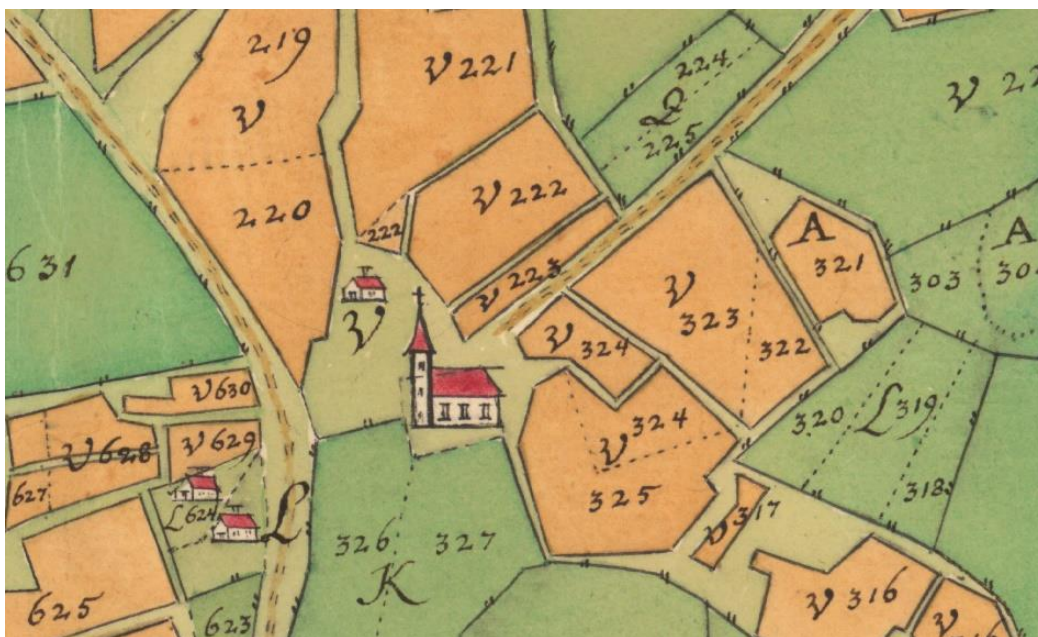 219
V
V 221
224
Q
225
V 22
220
V 222
222
A
321
A
303
30
631
V 223
V
V
323
322
V
324
V 630
320
L 319
324
V
V 628
V 629
325
318
627
L 624
L
V 317
326
327
K
625
623
V 316
V